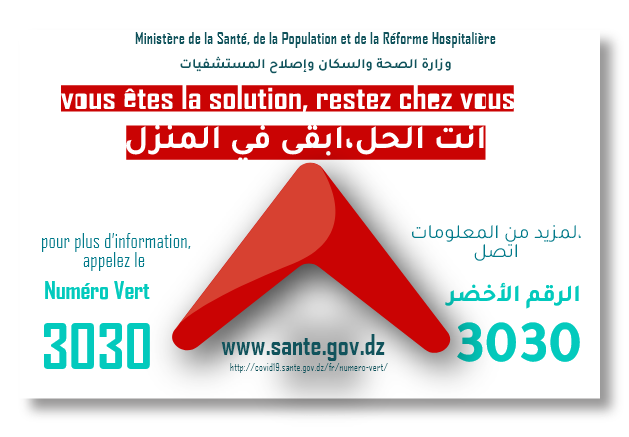 Ministère de la Santé, de la Population et de la Réforme Hospitalière
وزارة الصحة والسكان وإصلاح المستشفيات
vous êtes la solution, restez chez vous
انت الحل،ابقى في المنزل
pour plus d'information,
appelez le
Numéro Vert
3030
لمزيد من المعلومات،
اتصل
الرقم الأخضر
3030
www.sante.gov.dz
http://covid19.sante.gov.dz/fr/numero-vert/